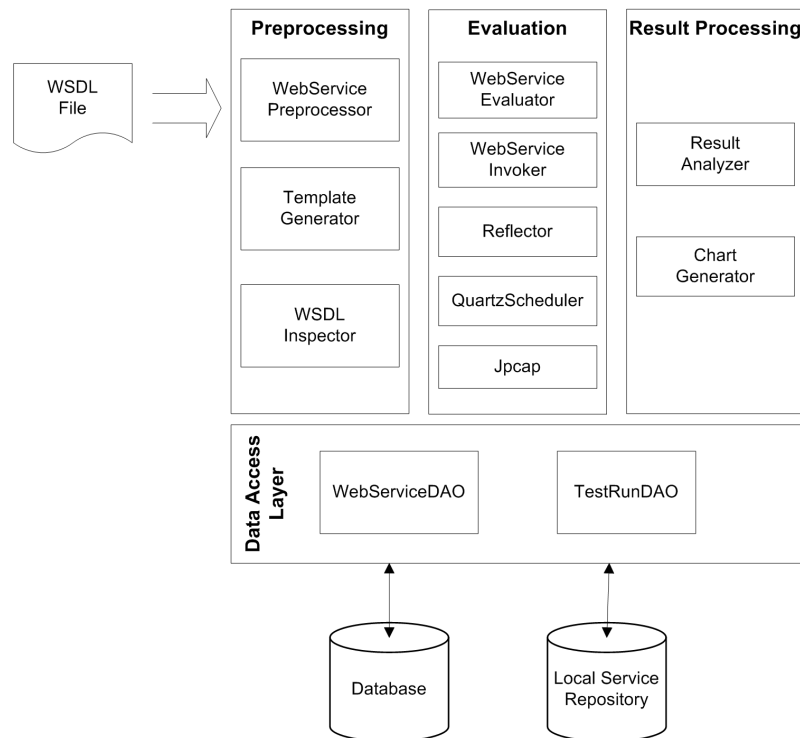 WSDL
File
Preprocessing
WebService
Preprocessor
Template
Generator
WSDL
Inspector
Evaluation
WebService
Evaluator
WebService
Invoker
Reflector
QuartzScheduler
Jpcap
Result Processing
Result
Analyzer
Chart
Generator
Data Access
Layer
WebServiceDAO
TestRunDAO
Database
Local Service
Repository